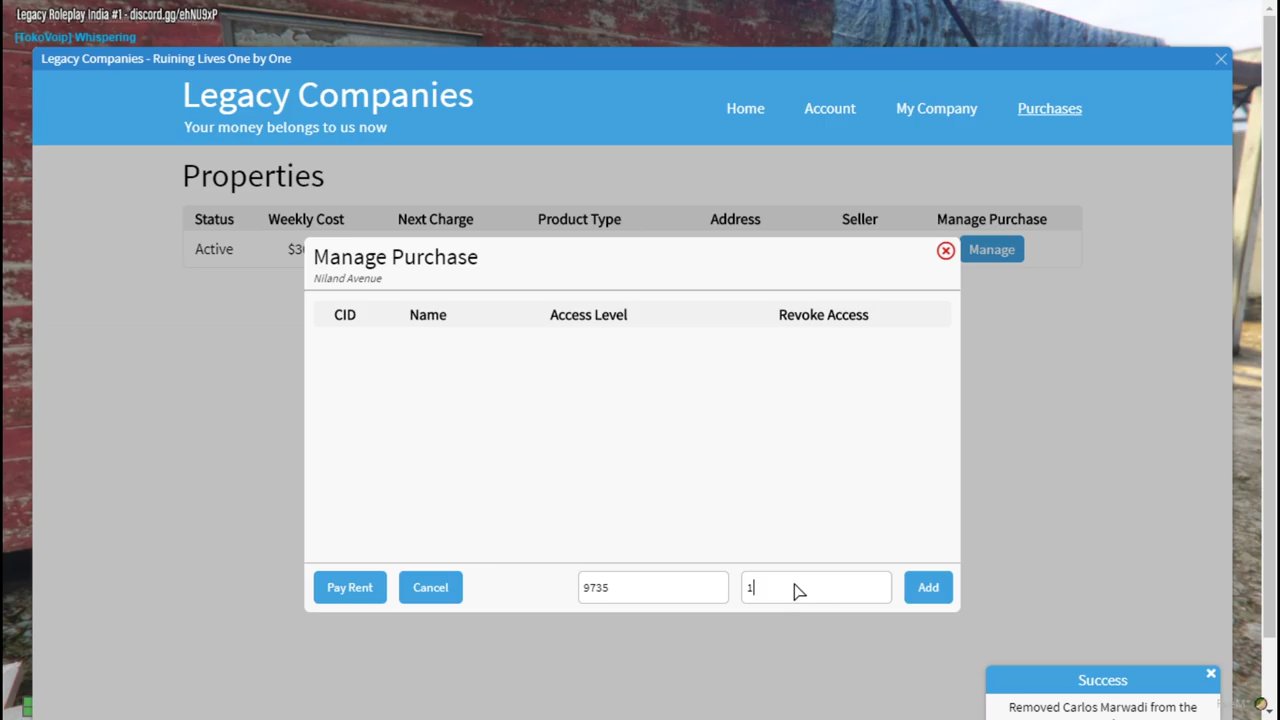 Legacy Roleplay India #1 - discord.gg/ehNU9xP
[TokoVoip] Whispering
Legacy Companies - Ruining Lives One by One
Legacy Companies
Your money belongs to us now
Home Account My Company Purchases
Properties
Status Weekly Cost Next Charge Product Type Address Seller Manage Purchase
Active $30 Manage
Manage Purchase
Niland Avenue
CID Name Access Level Revoke Access
Pay Rent Cancel 9735 1 Add
Success
Removed Carlos Marwadi from the